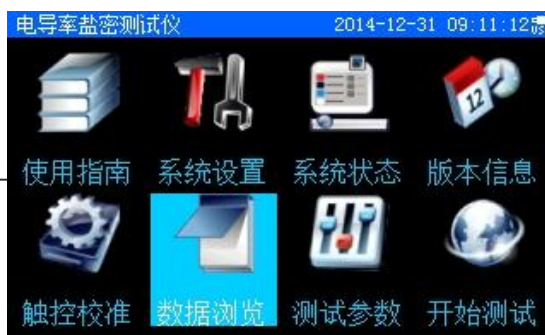 电导率盐密测试仪 2014-12-31 09:11:12
使用指南 系统设置 系统状态 版本信息
12
触控校准 数据浏览 测试参数 开始测试